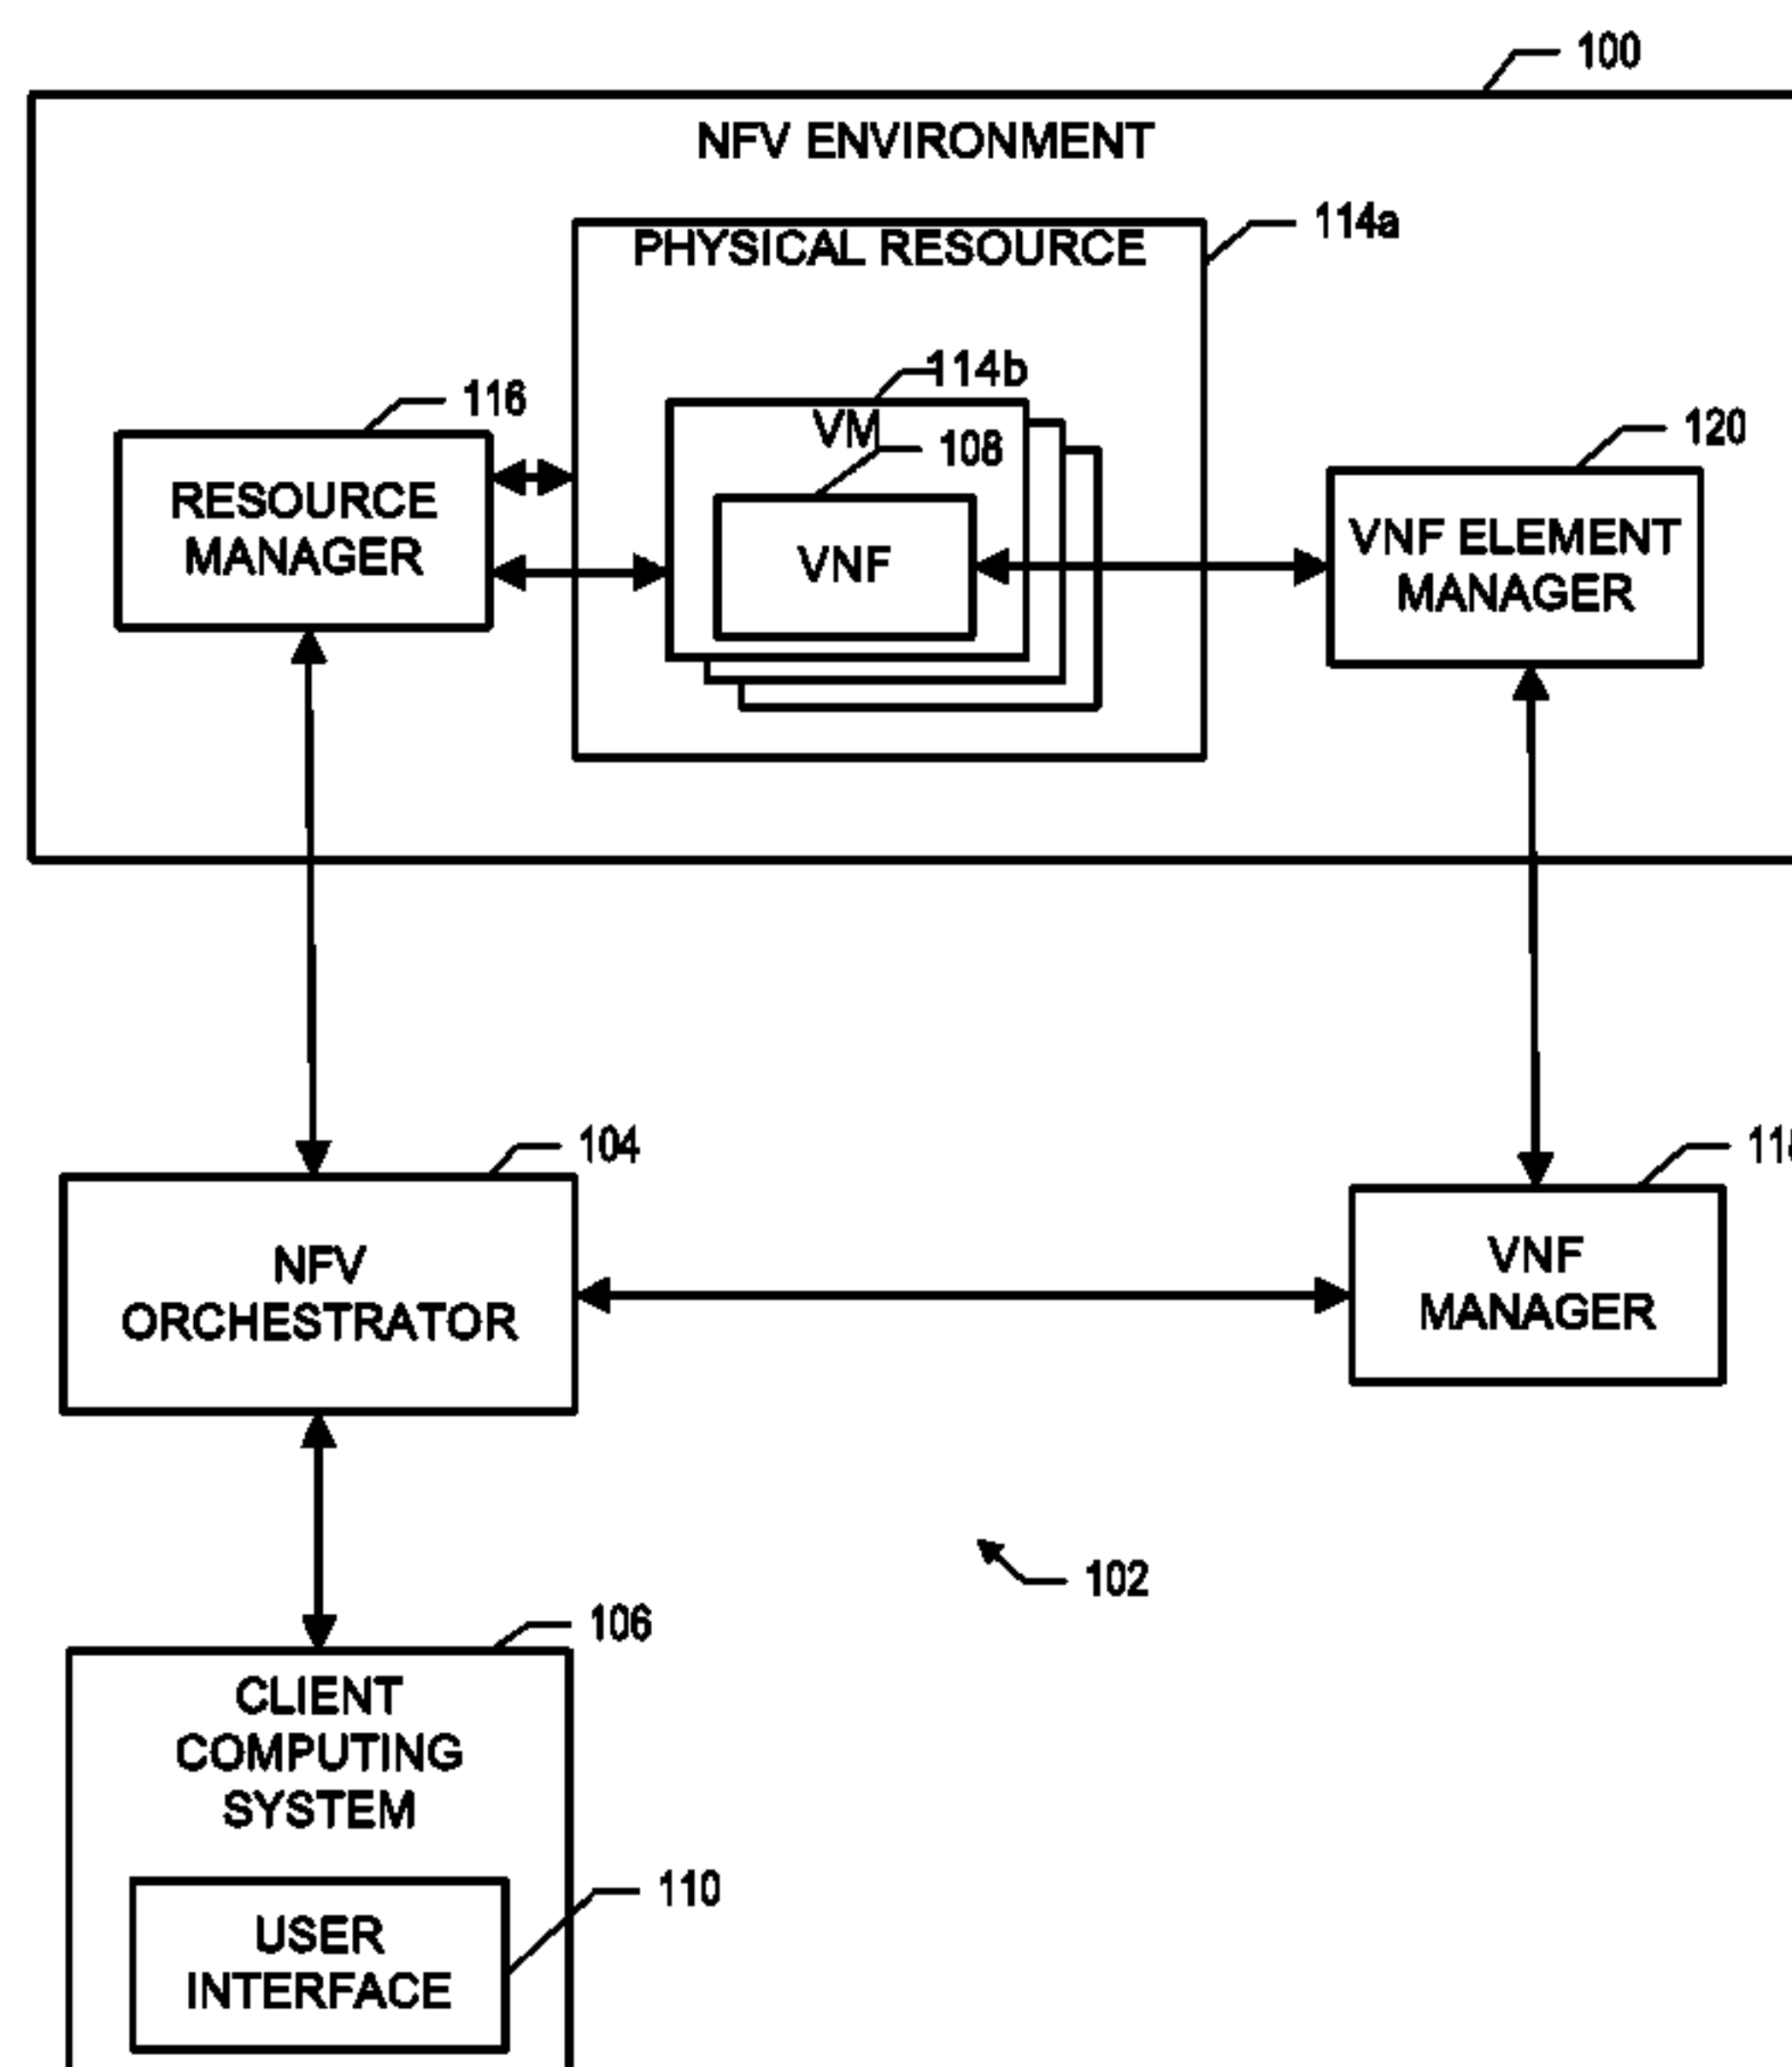 100
NFV ENVIRONMENT
114a
PHYSICAL RESOURCE
114b
VM
108
116
120
RESOURCE
MANAGER
VNF
VNF ELEMENT
MANAGER
104
NFV
ORCHESTRATOR
VNF
MANAGER
102
106
CLIENT
COMPUTING
SYSTEM
110
USER
INTERFACE